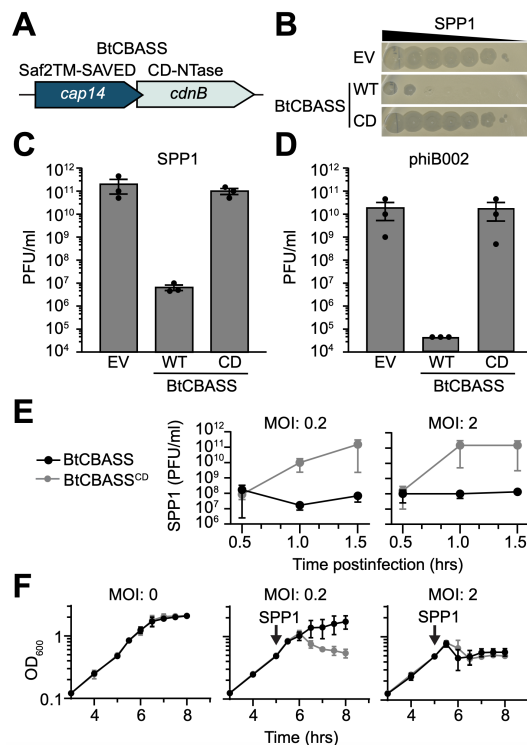 A
BtCBASS
Saf2TM-SAVED CD-NTase
cap14 cdnB
B
SPP1
EV
WT
BtCBASS
CD
C
SPP1
PFU/ml
10¹²
10¹¹
10¹⁰
10⁹
10⁸
10⁷
10⁶
10⁵
10⁴
EV WT CD
BtCBASS
D
phiB002
PFU/ml
10¹²
10¹¹
10¹⁰
10⁹
10⁸
10⁷
10⁶
10⁵
10⁴
EV WT CD
BtCBASS
E
BtCBASS
BtCBASSᶜᴰ
MOI: 0.2 MOI: 2
SPP1 (PFU/ml)
10¹²
10¹¹
10¹⁰
10⁹
10⁸
10⁷
10⁶
0.5 1.0 1.5 0.5 1.0 1.5
Time postinfection (hrs)
F
MOI: 0 MOI: 0.2 MOI: 2
SPP1 SPP1
OD₆₀₀
1
0.1
4 6 8 4 6 8 4 6 8
Time (hrs)